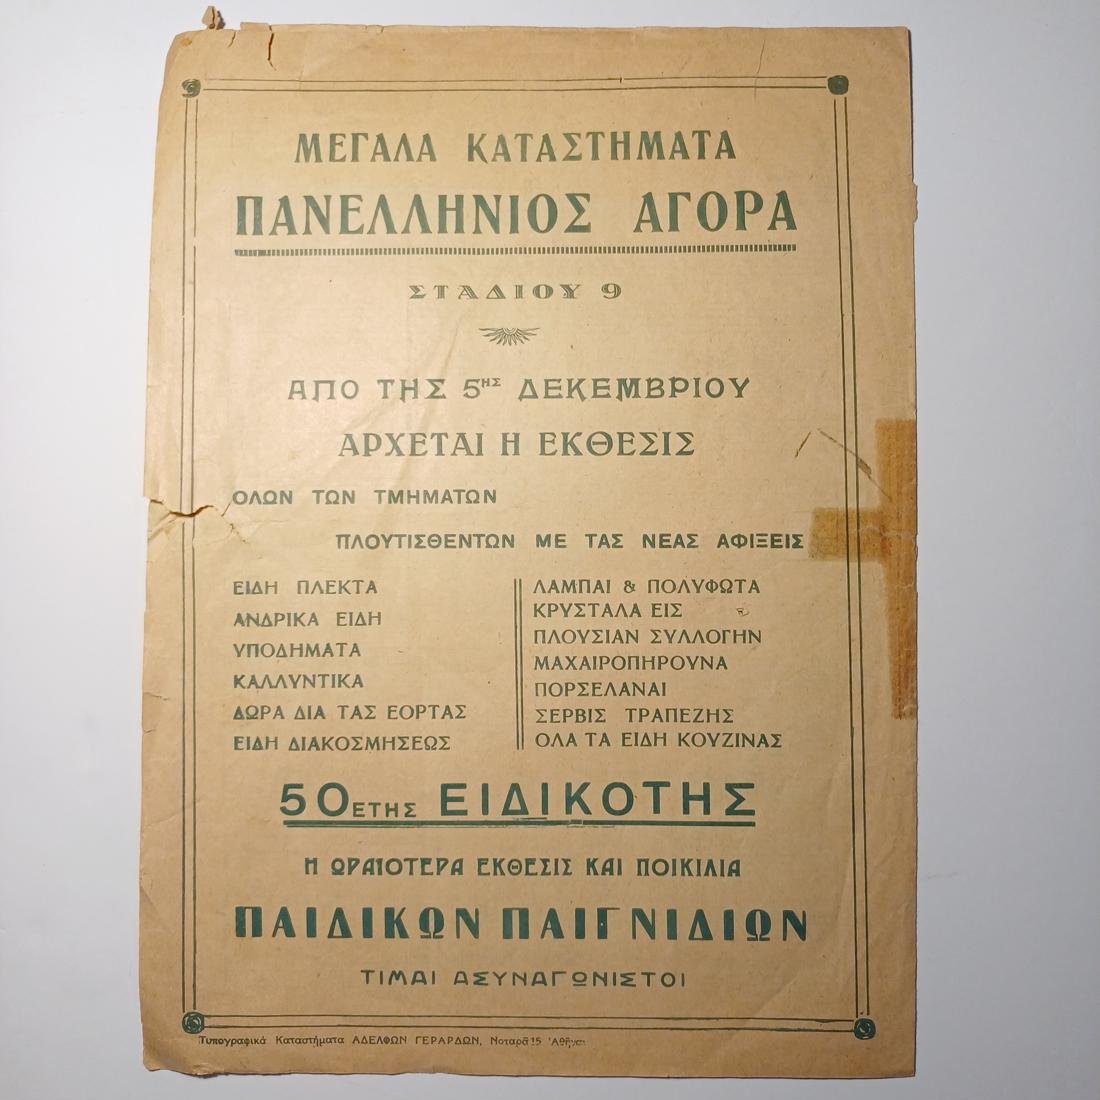 ΜΕΓΑΛΑ ΚΑΤΑΣΤΗΜΑΤΑ
ΠΑΝΕΛΛΗΝΙΟΣ ΑΓΟΡΑ
ΣΤΑΔΙΟΥ 9
ΑΠΟ ΤΗΣ 5ΗΣ ΔΕΚΕΜΒΡΙΟΥ
ΑΡΧΕΤΑΙ Η ΕΚΘΕΣΙΣ
ΟΛΩΝ ΤΩΝ ΤΜΗΜΑΤΩΝ
ΠΛΟΥΤΙΣΘΕΝΤΩΝ ΜΕ ΤΑΣ ΝΕΑΣ ΑΦΙΞΕΙΣ
ΕΙΔΗ ΠΛΕΚΤΑ
ΑΝΔΡΙΚΑ ΕΙΔΗ
ΥΠΟΔΗΜΑΤΑ
ΚΑΛΛΥΝΤΙΚΑ
ΔΩΡΑ ΔΙΑ ΤΑΣ ΕΟΡΤΑΣ
ΕΙΔΗ ΔΙΑΚΟΣΜΗΣΕΩΣ
ΛΑΜΠΑΙ & ΠΟΛΥΦΩΤΑ
ΚΡΥΣΤΑΛΑ ΕΙΣ
ΠΛΟΥΣΙΑΝ ΣΥΛΛΟΓΗΝ
ΜΑΧΑΙΡΟΠΗΡΟΥΝΑ
ΠΟΡΣΕΛΑΝΑΙ
ΣΕΡΒΙΣ ΤΡΑΠΕΖΗΣ
ΟΛΑ ΤΑ ΕΙΔΗ ΚΟΥΖΙΝΑΣ
50ΕΤΗΣ ΕΙΔΙΚΟΤΗΣ
Η ΩΡΑΙΟΤΕΡΑ ΕΚΘΕΣΙΣ ΚΑΙ ΠΟΙΚΙΛΙΑ
ΠΑΙΔΙΚΩΝ ΠΑΙΓΝΙΔΙΩΝ
ΤΙΜΑΙ ΑΣΥΝΑΓΩΝΙΣΤΟΙ
Τυπογραφικά Καταστήματα ΑΔΕΛΦΩΝ ΓΕΡΑΡΔΩΝ, Νοταρᾶ 15 Ἀθῆναι